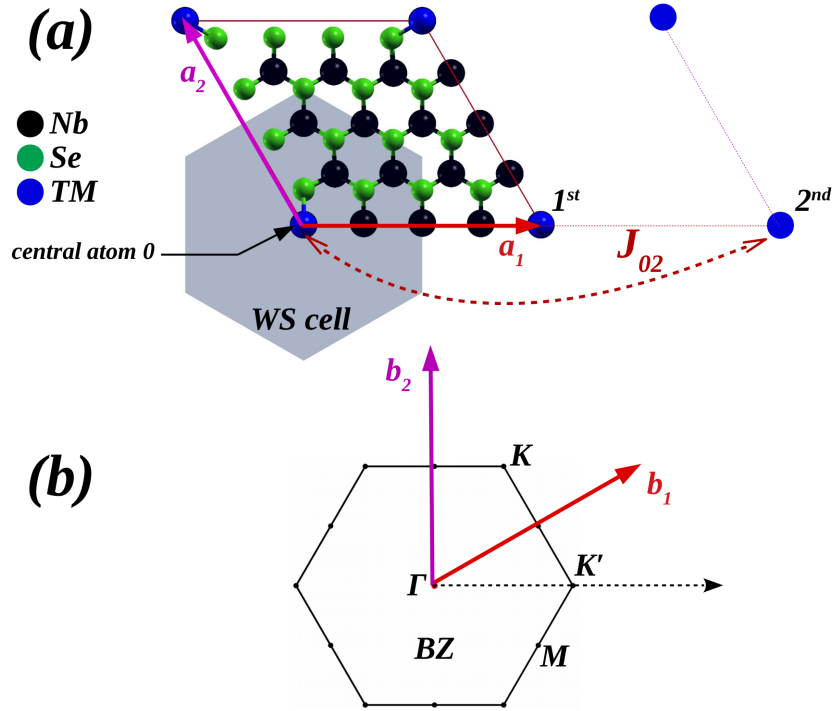 (a)
a2
Nb
Se
TM
1st
2nd
central atom 0
a1
J02
WS cell
b2
(b)
K
b1
Γ
K'
BZ
M